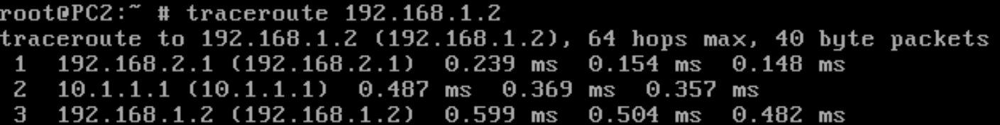 root@PC2:~ # traceroute 192.168.1.2
traceroute to 192.168.1.2 (192.168.1.2), 64 hops max, 40 byte packets
 1  192.168.2.1 (192.168.2.1)  0.239 ms  0.154 ms  0.148 ms
 2  10.1.1.1 (10.1.1.1)  0.487 ms  0.369 ms  0.357 ms
 3  192.168.1.2 (192.168.1.2)  0.599 ms  0.504 ms  0.482 ms